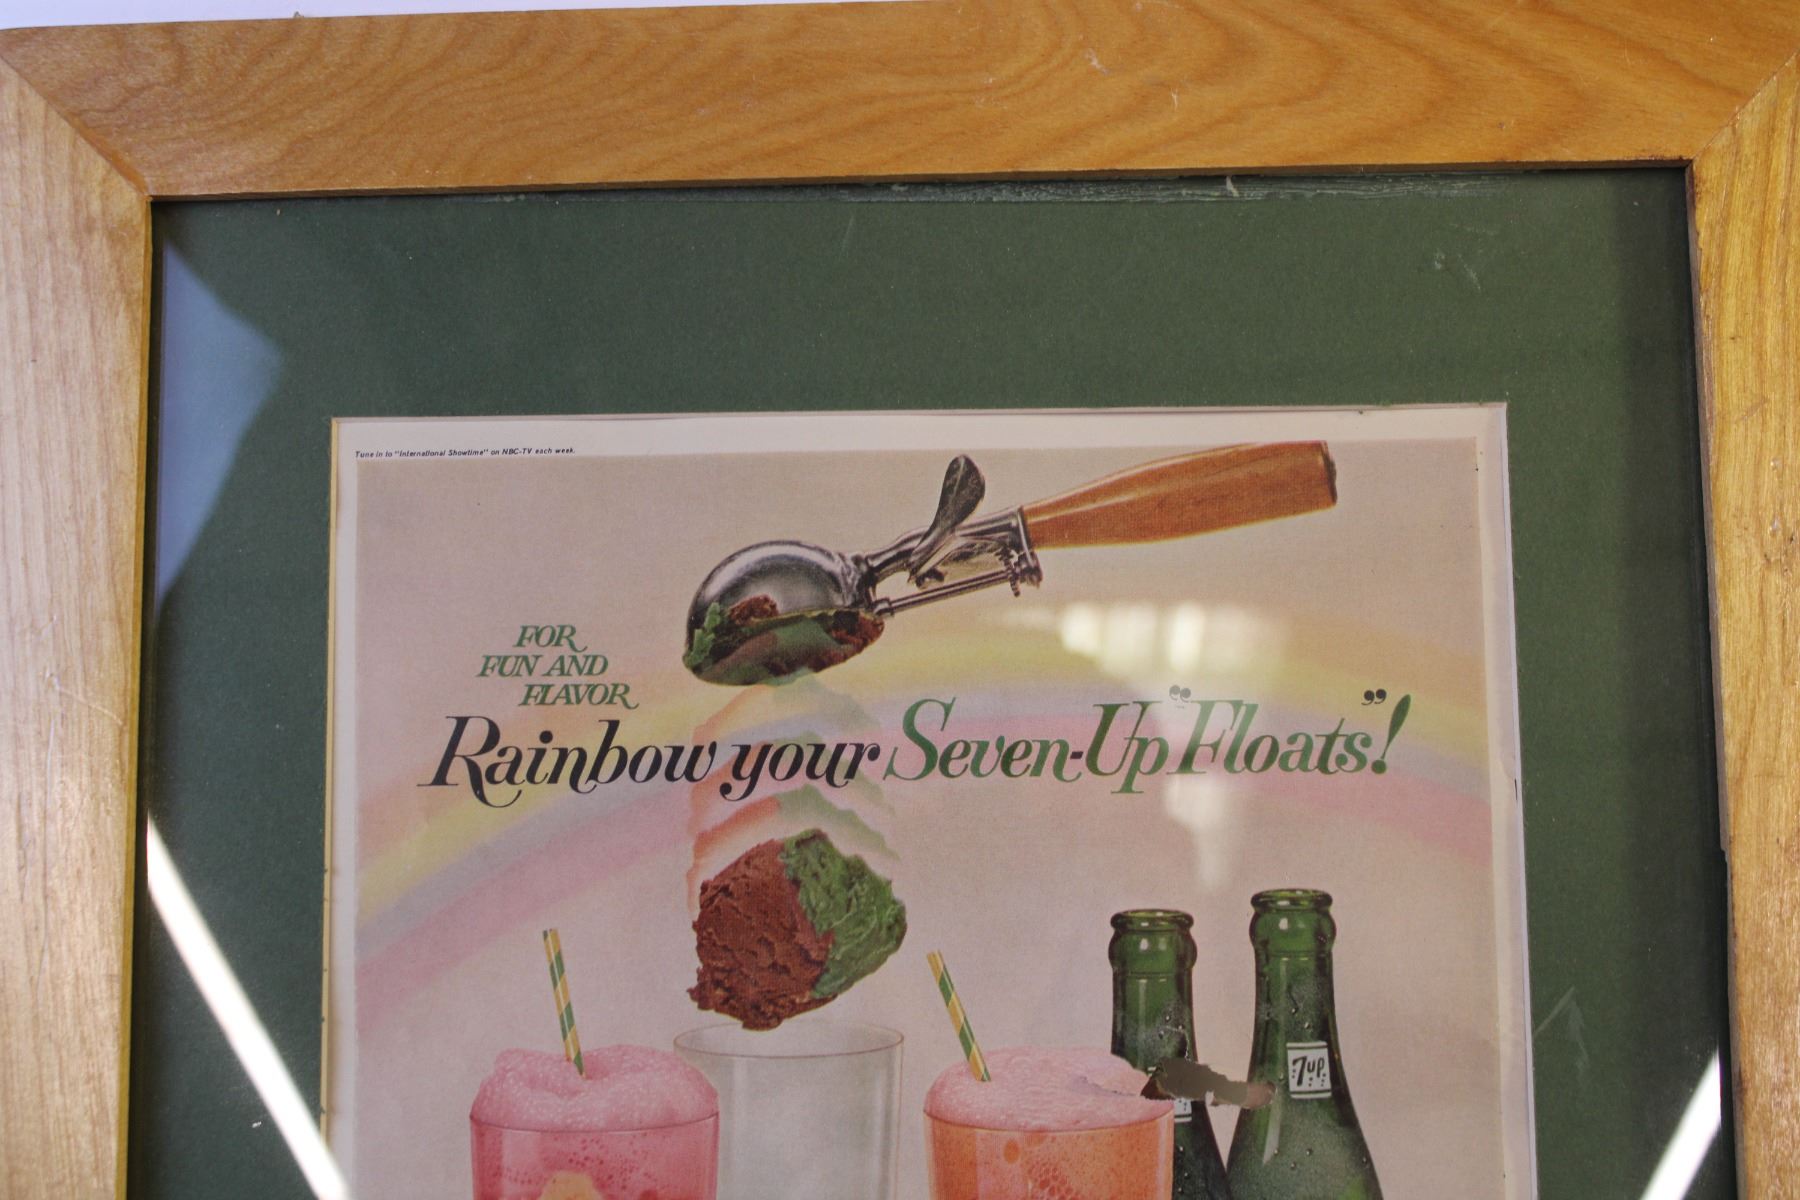 Tune in to "International Showtime" on NBC-TV each week.
FOR
FUN AND
FLAVOR
Rainbow your Seven-Up “Floats”!
7up